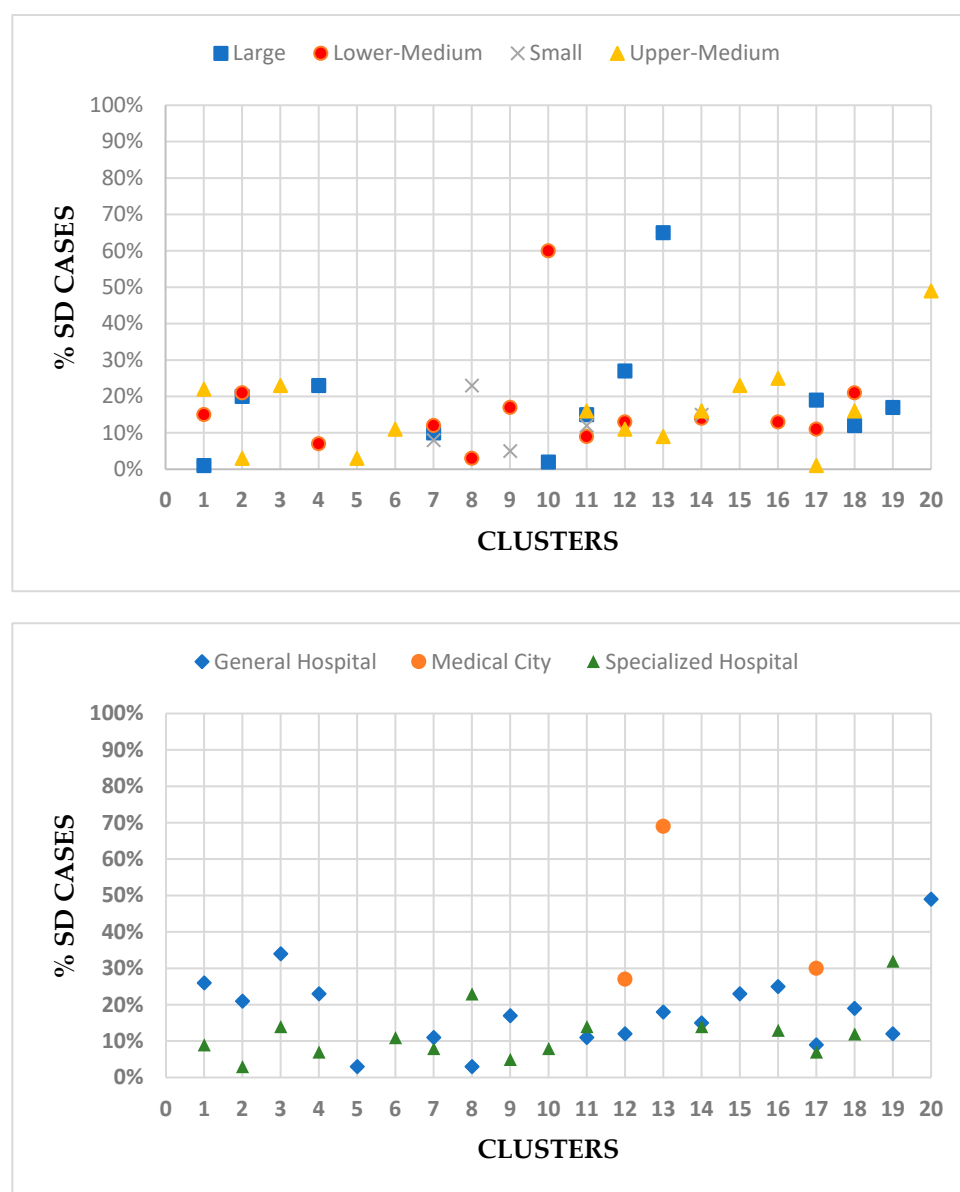 Large Lower-Medium Small Upper-Medium
100%
90%
80%
70%
60%
50%
40%
30%
20%
10%
0%
% SD CASES
0 1 2 3 4 5 6 7 8 9 10 11 12 13 14 15 16 17 18 19 20
CLUSTERS
General Hospital Medical City Specialized Hospital
100%
90%
80%
70%
60%
50%
40%
30%
20%
10%
0%
% SD CASES
0 1 2 3 4 5 6 7 8 9 10 11 12 13 14 15 16 17 18 19 20
CLUSTERS